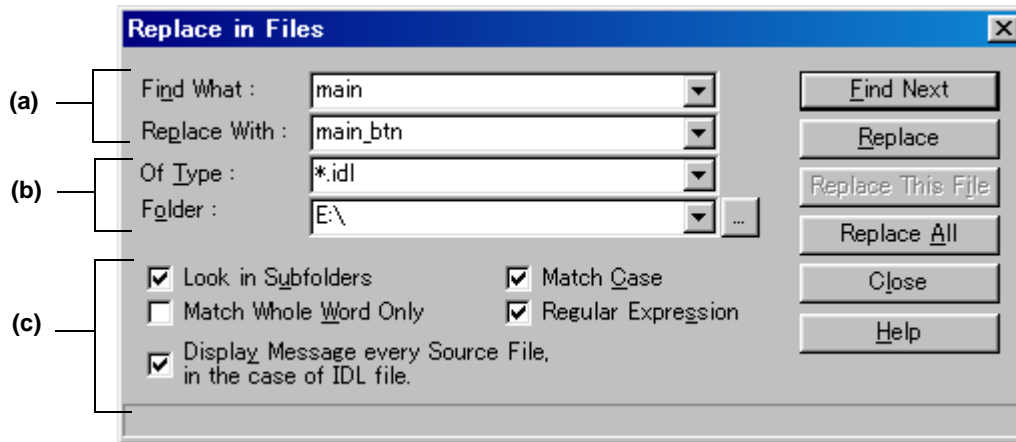 Replace in Files
(a)
Find What : main Find Next
Replace With : main_btn Replace
(b)
Of Type : *.idl Replace This File
Folder : E:\ ... Replace All
(c)
Look in Subfolders Match Case Close
Match Whole Word Only Regular Expression Help
Display Message every Source File,
in the case of IDL file.